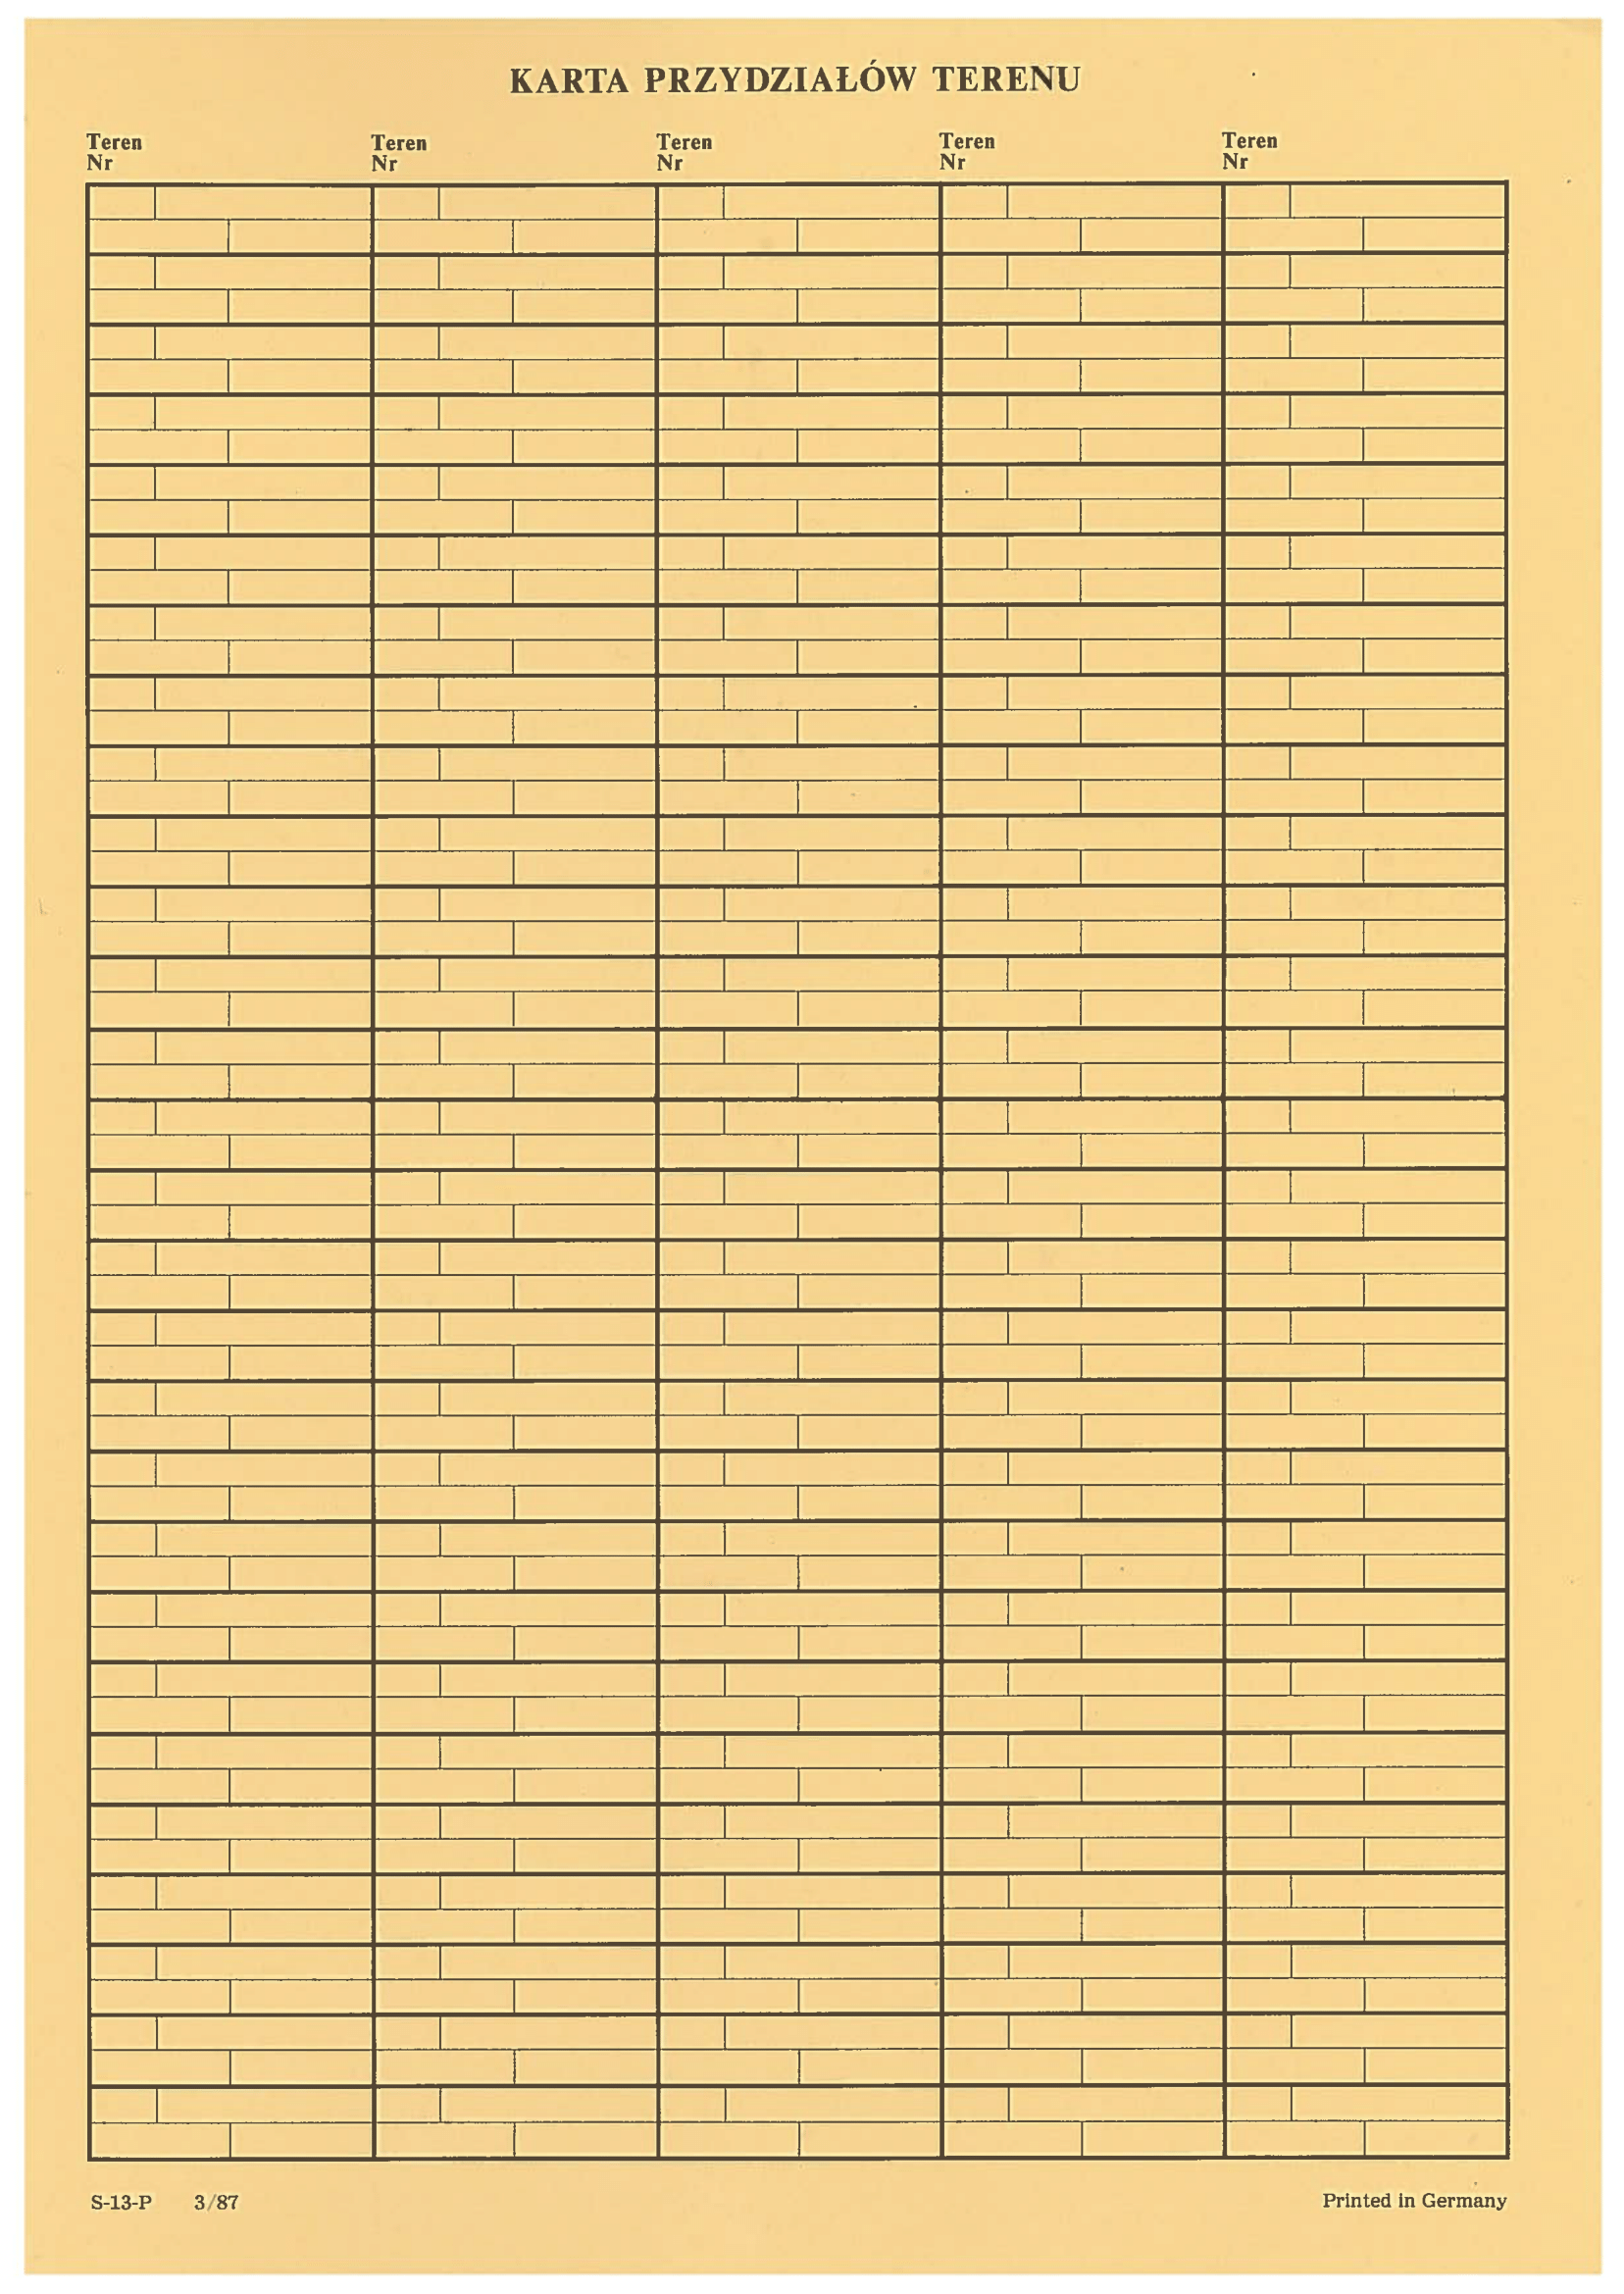 KARTA PRZYDZIAŁÓW TERENU
Teren Teren Teren Teren Teren
Nr Nr Nr Nr Nr
S-13-P 3/87 Printed in Germany